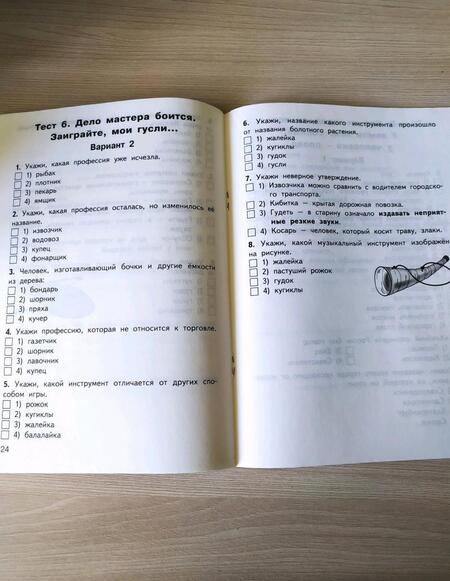 Тест 6. Дело мастера боится.
Заиграйте, мои гусли...
Вариант 2
1. Укажи, какая профессия уже исчезла.
1) рыбак
2) плотник
3) пекарь
4) ямщик
2. Укажи, какая профессия осталась, но изменилось её
название.
1) извозчик
2) водовоз
3) купец
4) фонарщик
3. Человек, изготавливающий бочки и другие ёмкости
из дерева:
1) бондарь
2) шорник
3) пряха
4) кучер
4. Укажи профессию, которая не относится к торговле.
1) газетчик
2) шорник
3) лавочник
4) купец
5. Укажи, какой инструмент отличается от других спо-
собом игры.
1) рожок
2) кугиклы
3) жалейка
4) балалайка
24
6. Укажи, название какого инструмента произошло
от названия болотного растения.
1) жалейка
2) кугиклы
3) гудок
4) гусли
7. Укажи неверное утверждение.
1) Извозчика можно сравнить с водителем городско-
го транспорта.
2) Кибитка – крытая дорожная повозка.
3) Гудеть – в старину означало издавать неприят-
ные резкие звуки.
4) Косарь – человек, который косит траву, злаки.
8. Укажи, какой музыкальный инструмент изображён
на рисунке.
1) жалейка
2) пастуший рожок
3) гудок
4) кугиклы